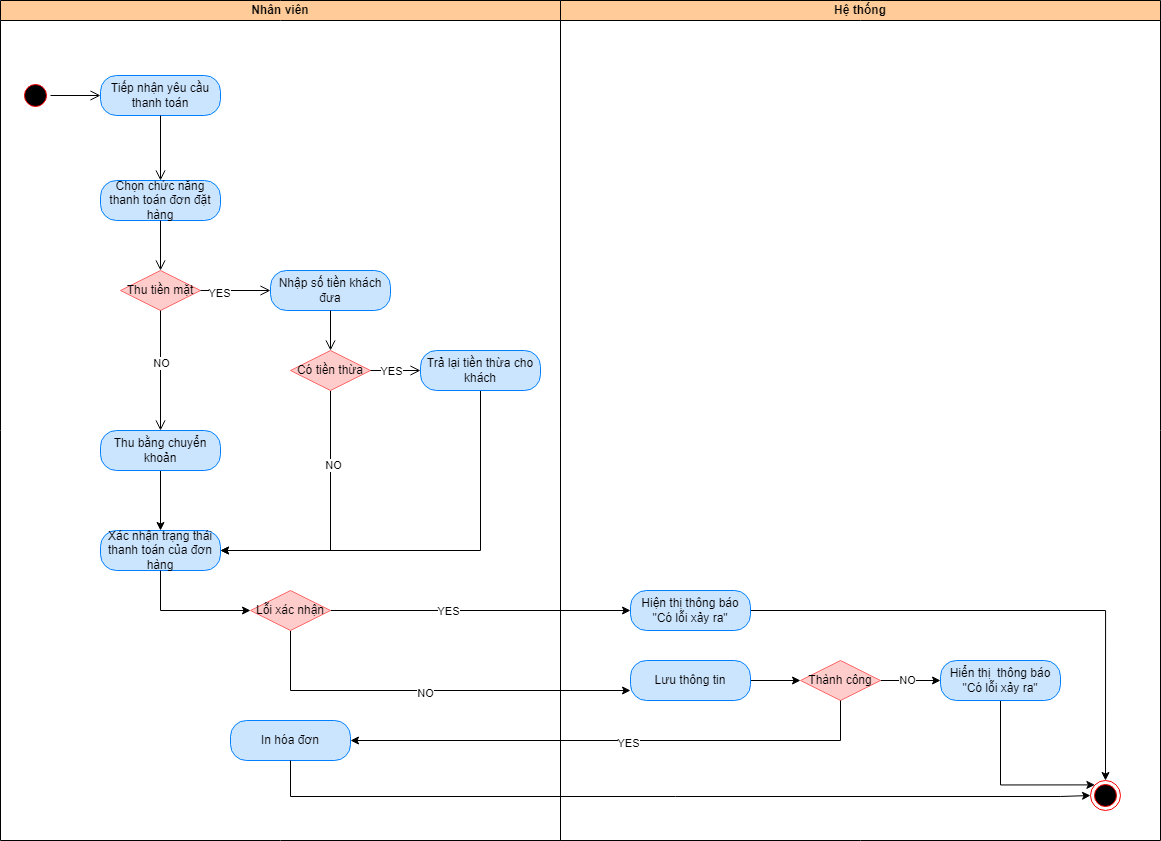 Nhân viên
Hệ thống
Tiếp nhận yêu cầu
thanh toán
Chọn chức năng
thanh toán đơn đặt
hàng
Thu tiền mặt
YES
Nhập số tiền khách
đưa
NO
Có tiền thừa
YES
Trả lại tiền thừa cho
khách
Thu bằng chuyển
khoản
NO
Xác nhận trạng thái
thanh toán của đơn
hàng
Lỗi xác nhận
YES
Hiện thị thông báo
"Có lỗi xảy ra"
NO
Lưu thông tin
Thành công
NO
Hiển thị  thông báo
"Có lỗi xảy ra"
YES
In hóa đơn